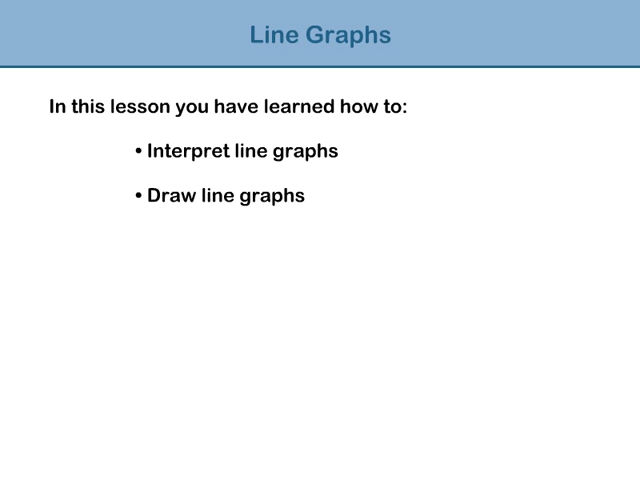 Line Graphs
In this lesson you have learned how to:
• Interpret line graphs
• Draw line graphs